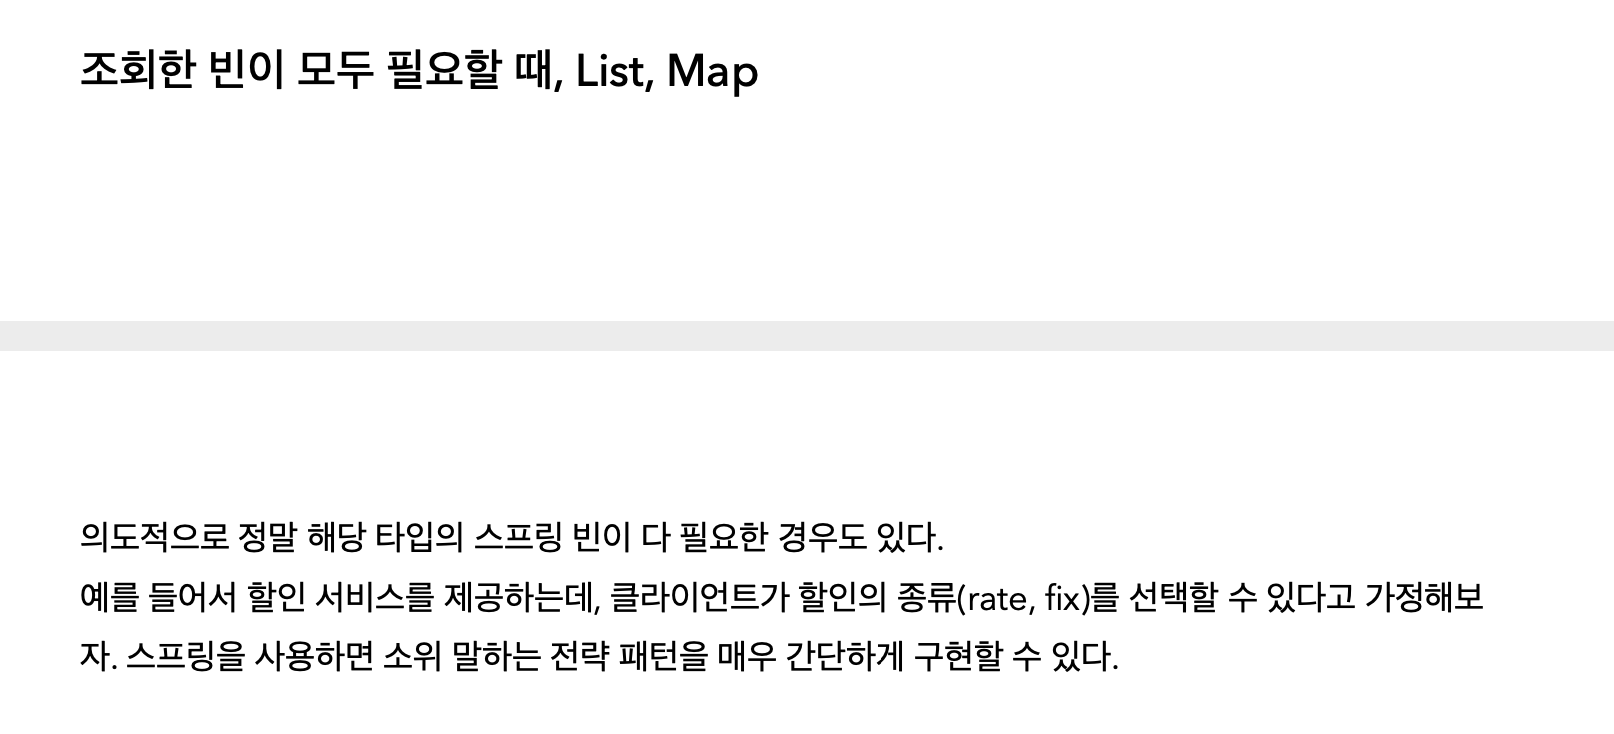 조회한 빈이 모두 필요할 때, List, Map
의도적으로 정말 해당 타입의 스프링 빈이 다 필요한 경우도 있다.
예를 들어서 할인 서비스를 제공하는데, 클라이언트가 할인의 종류(rate, fix)를 선택할 수 있다고 가정해보
자. 스프링을 사용하면 소위 말하는 전략 패턴을 매우 간단하게 구현할 수 있다.